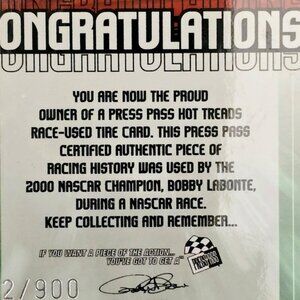 ONGRATULATIONS
ONGRATULATIONS
YOU ARE NOW THE PROUD
OWNER OF A PRESS PASS HOT TREADS
RACE-USED TIRE CARD. THIS PRESS PASS
CERTIFIED AUTHENTIC PIECE OF
RACING HISTORY WAS USED BY THE
2000 NASCAR CHAMPION, BOBBY LABONTE,
DURING A NASCAR RACE.
KEEP COLLECTING AND REMEMBER...
IF YOU WANT A PIECE OF THE ACTION...
YOU'VE GOT TO GET A
2/900